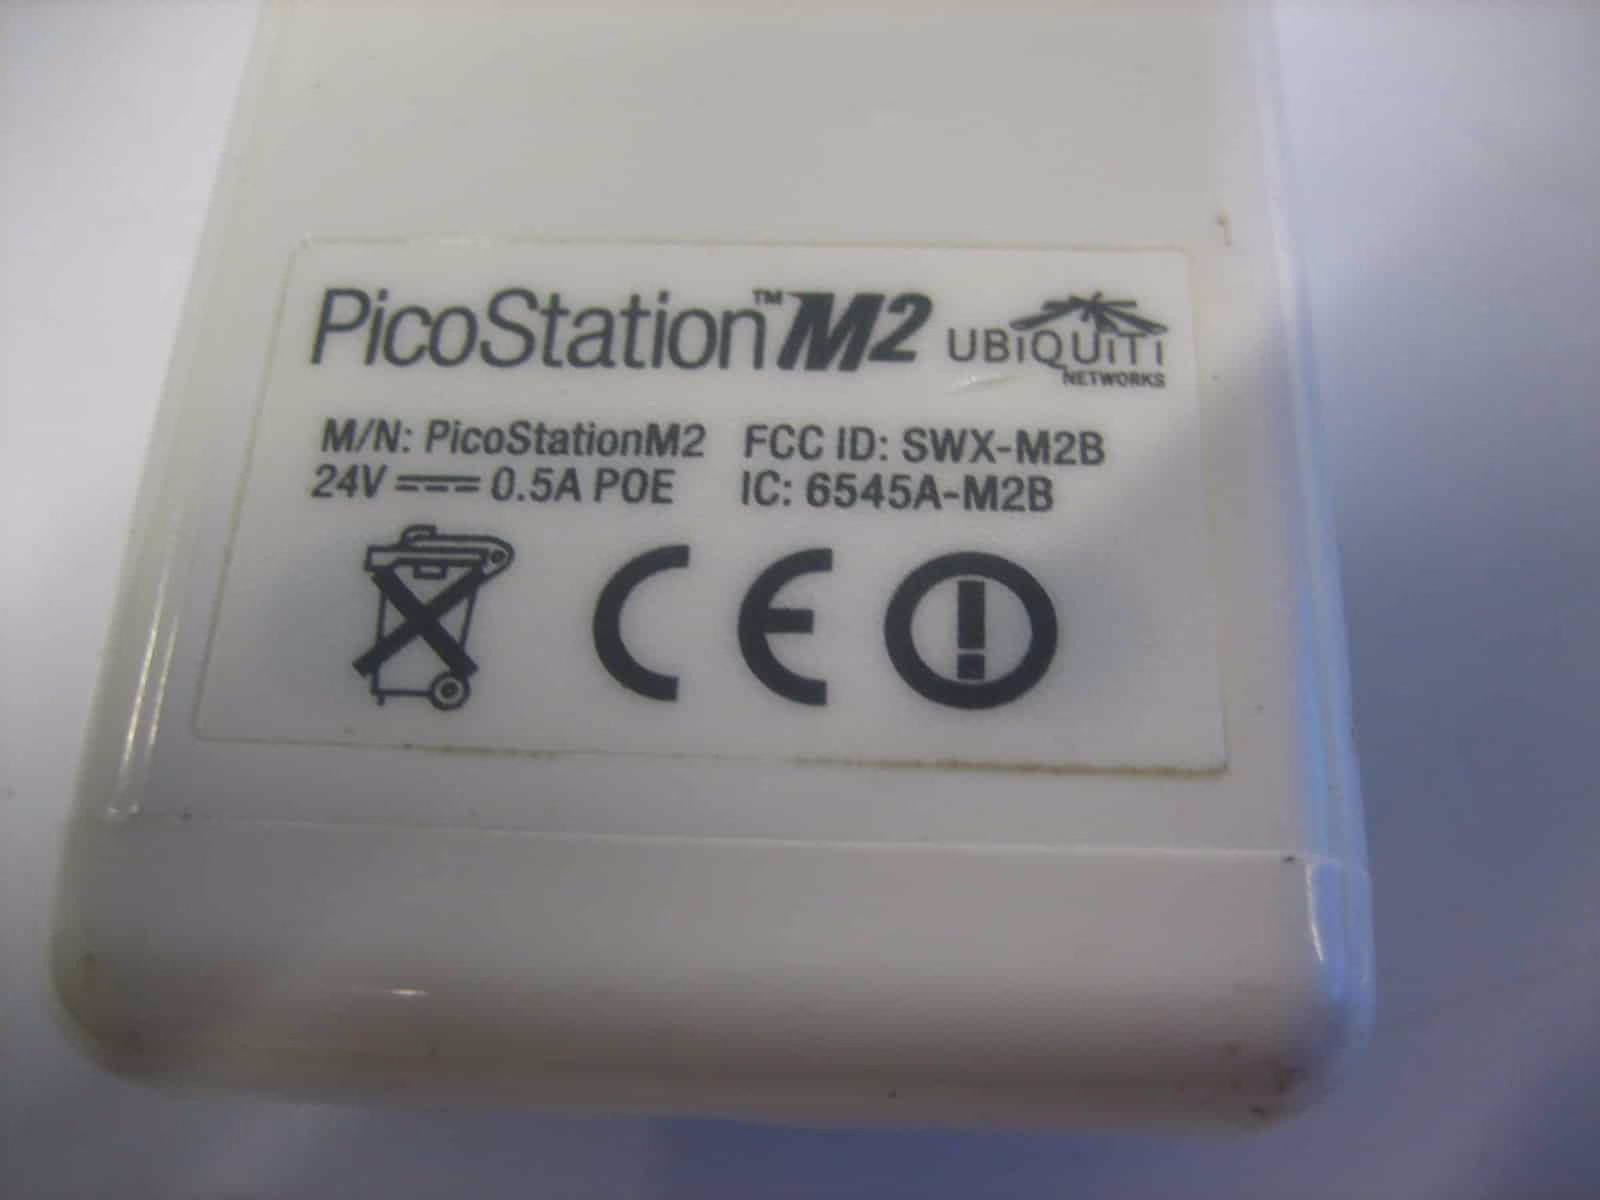 PicoStation™M2 UBiQUiTi
NETWORKS
M/N: PicoStationM2 FCC ID: SWX-M2B
24V ⎓ 0.5A POE IC: 6545A-M2B
CE